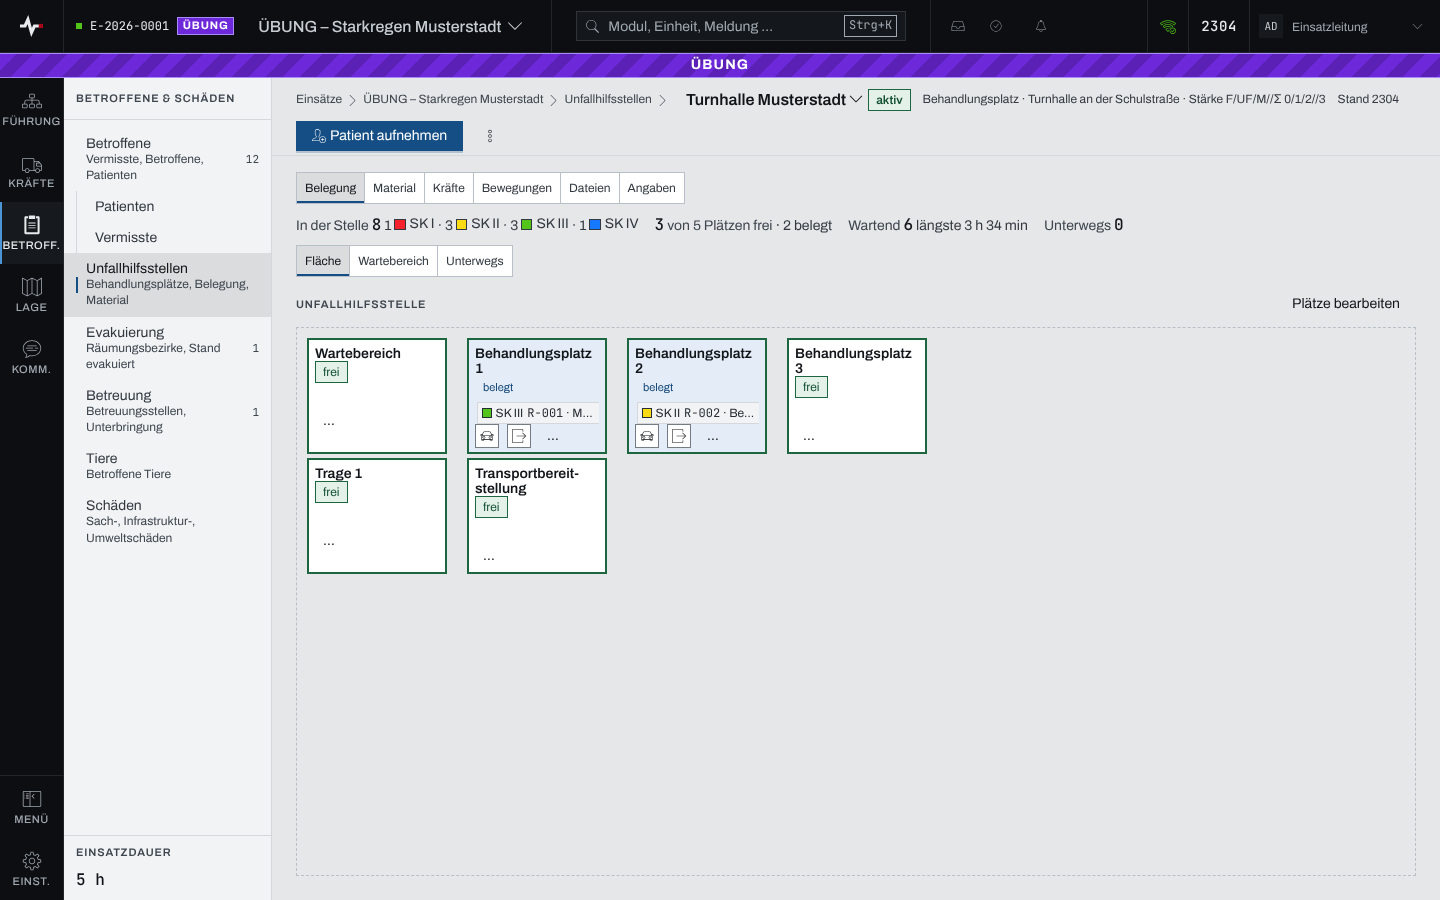 E-2026-0001 ÜBUNG ÜBUNG – Starkregen Musterstadt Modul, Einheit, Meldung ... Strg+K 2304 AD Einsatzleitung
ÜBUNG
FÜHRUNG
KRÄFTE
BETROFF.
LAGE
KOMM.
MENÜ
EINST.
BETROFFENE & SCHÄDEN
Betroffene
Vermisste, Betroffene, 12
Patienten
Patienten
Vermisste
Unfallhilfsstellen
Behandlungsplätze, Belegung,
Material
Evakuierung
Räumungsbezirke, Stand 1
evakuiert
Betreuung
Betreuungsstellen, 1
Unterbringung
Tiere
Betroffene Tiere
Schäden
Sach-, Infrastruktur-,
Umweltschäden
EINSATZDAUER
5 h
Einsätze ÜBUNG – Starkregen Musterstadt Unfallhilfsstellen Turnhalle Musterstadt aktiv Behandlungsplatz · Turnhalle an der Schulstraße · Stärke F/UF/M//Σ 0/1/2//3 Stand 2304
Patient aufnehmen
Belegung Material Kräfte Bewegungen Dateien Angaben
In der Stelle 8 1 SK I · 3 SK II · 3 SK III · 1 SK IV 3 von 5 Plätzen frei · 2 belegt Wartend 6 längste 3 h 34 min Unterwegs 0
Fläche Wartebereich Unterwegs
UNFALLHILFSSTELLE Plätze bearbeiten
Wartebereich
frei
...
Behandlungsplatz
1
belegt
SK III R-001 · M...
...
Behandlungsplatz
2
belegt
SK II R-002 · Be...
...
Behandlungsplatz
3
frei
...
Trage 1
frei
...
Transportbereit-
stellung
frei
...